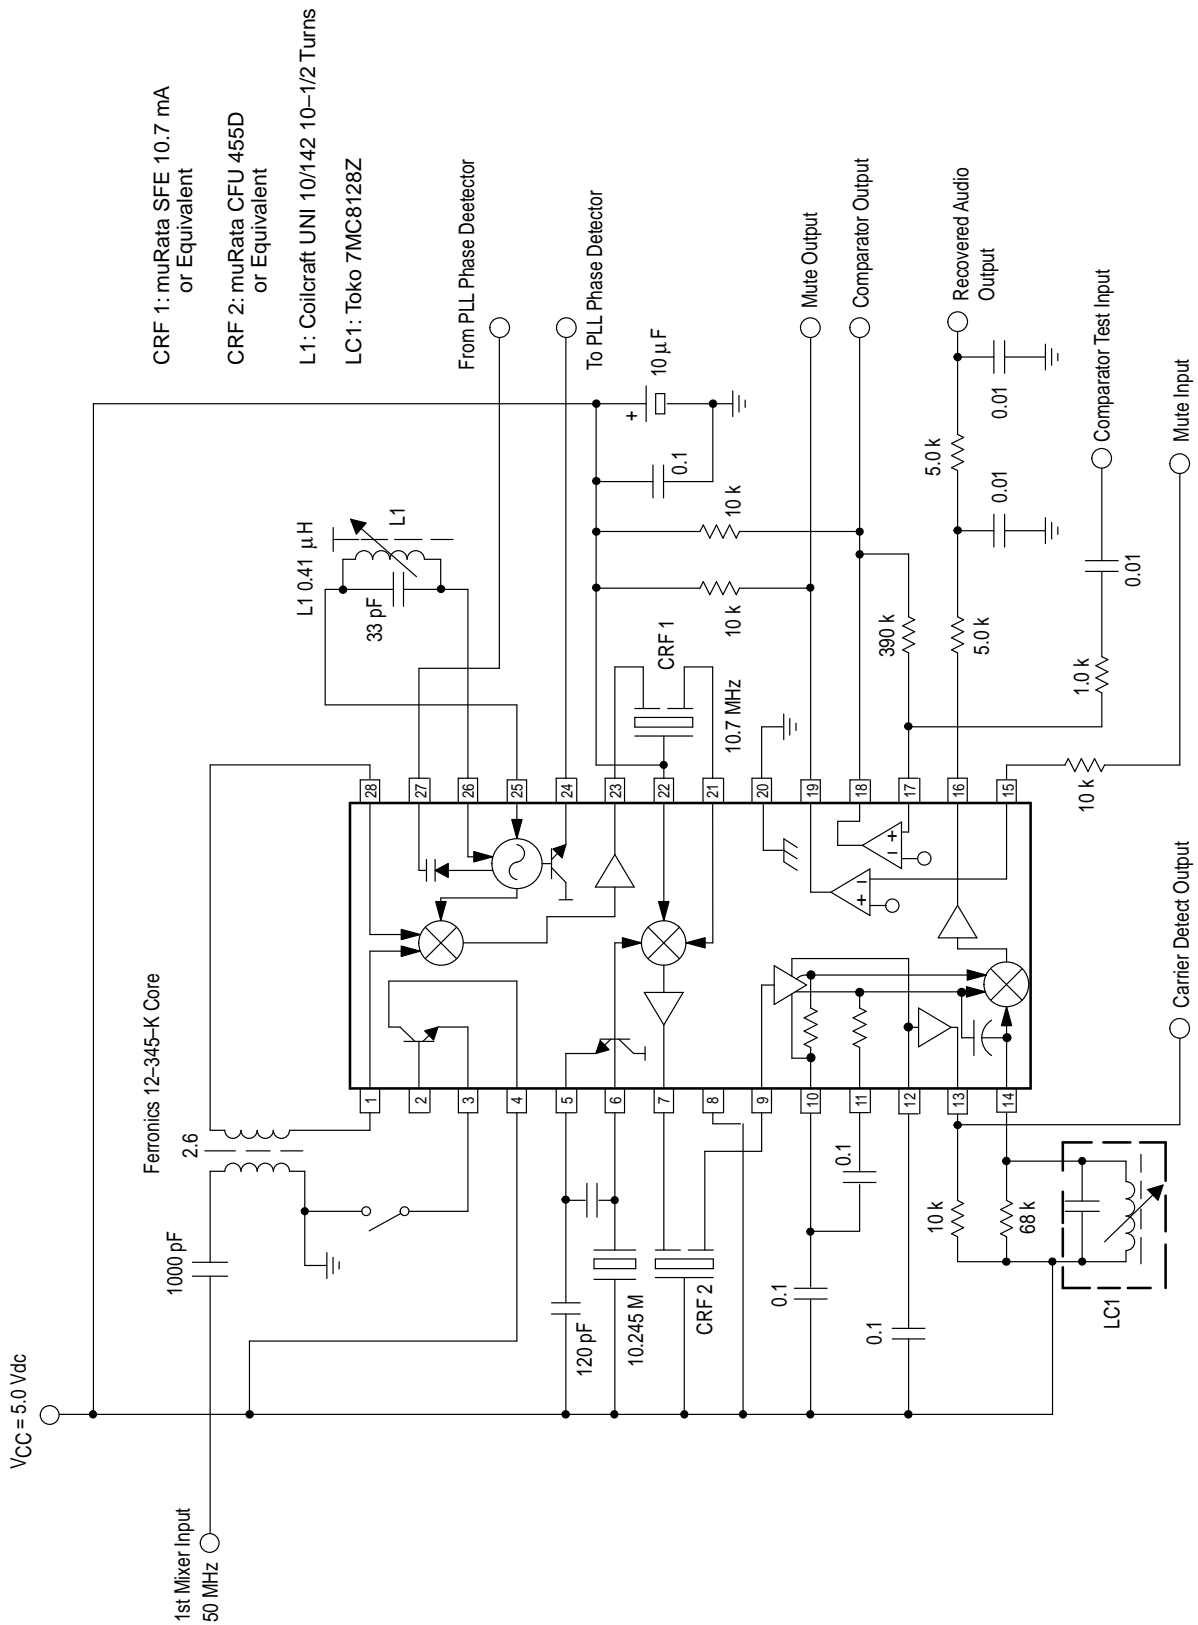 VCC = 5.0 Vdc
1st Mixer Input
50 MHz
1000 pF
Ferronics 12–345–K Core
2.6
CRF 1: muRata SFE 10.7 mA
or Equivalent
CRF 2: muRata CFU 455D
or Equivalent
L1: Coilcraft UNI 10/142 10–1/2 Turns
LC1: Toko 7MC8128Z
L1 0.41 µH
L1
33 pF
From PLL Phase Deetector
To PLL Phase Detector
10 µF
+
0.1
10 k
10 k
CRF 1
10.7 MHz
Mute Output
Comparator Output
Recovered Audio
Output
0.01
5.0 k
0.01
5.0 k
390 k
Comparator Test Input
0.01
1.0 k
Mute Input
10 k
Carrier Detect Output
28
27
26
25
24
23
22
21
20
19
18
17
16
15
+
–
+
–
1
2
3
4
5
6
7
8
9
10
11
12
13
14
120 pF
10.245 M
CRF 2
0.1
0.1
0.1
10 k
68 k
LC1